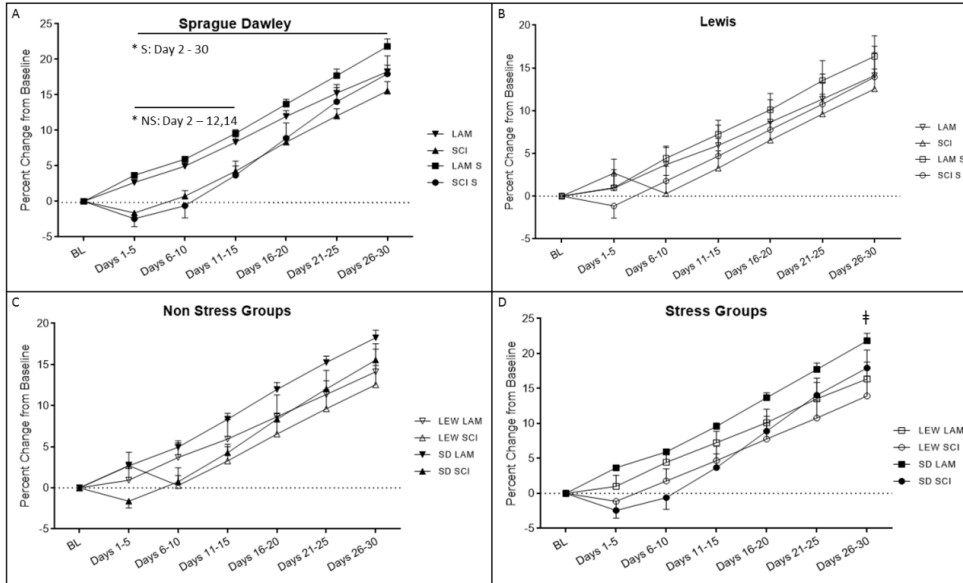 A
Sprague Dawley
Percent Change from Baseline
25
20
15
10
5
0
-5
* S: Day 2 - 30
* NS: Day 2 – 12,14
LAM
SCI
LAM S
SCI S
BL
Days 1-5
Days 6-10
Days 11-15
Days 16-20
Days 21-25
Days 26-30
B
Lewis
Percent Change from Baseline
20
15
10
5
0
-5
LAM
SCI
LAM S
SCI S
BL
Days 1-5
Days 6-10
Days 11-15
Days 16-20
Days 21-25
Days 26-30
C
Non Stress Groups
Percent Change from Baseline
20
15
10
5
0
-5
LEW LAM
LEW SCI
SD LAM
SD SCI
BL
Days 1-5
Days 6-10
Days 11-15
Days 16-20
Days 21-25
Days 26-30
D
Stress Groups
Percent Change from Baseline
25
20
15
10
5
0
-5
ǂ
LEW LAM
LEW SCI
SD LAM
SD SCI
BL
Days 1-5
Days 6-10
Days 11-15
Days 16-20
Days 21-25
Days 26-30